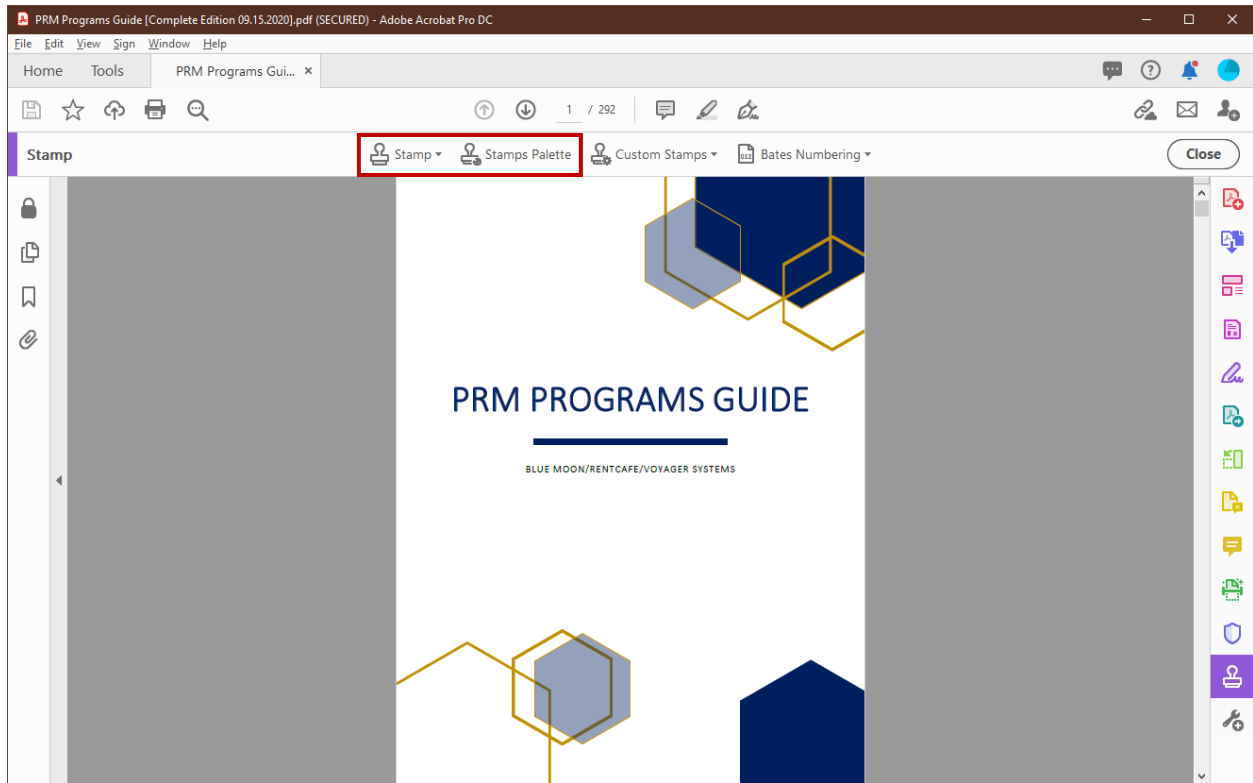 PRM Programs Guide [Complete Edition 09.15.2020].pdf (SECURED) - Adobe Acrobat Pro DC
File Edit View Sign Window Help
Home Tools PRM Programs Gui... ×
1 / 292
Stamp Stamp Stamps Palette Custom Stamps 012 Bates Numbering Close
PRM PROGRAMS GUIDE
BLUE MOON/RENTCAFE/VOYAGER SYSTEMS